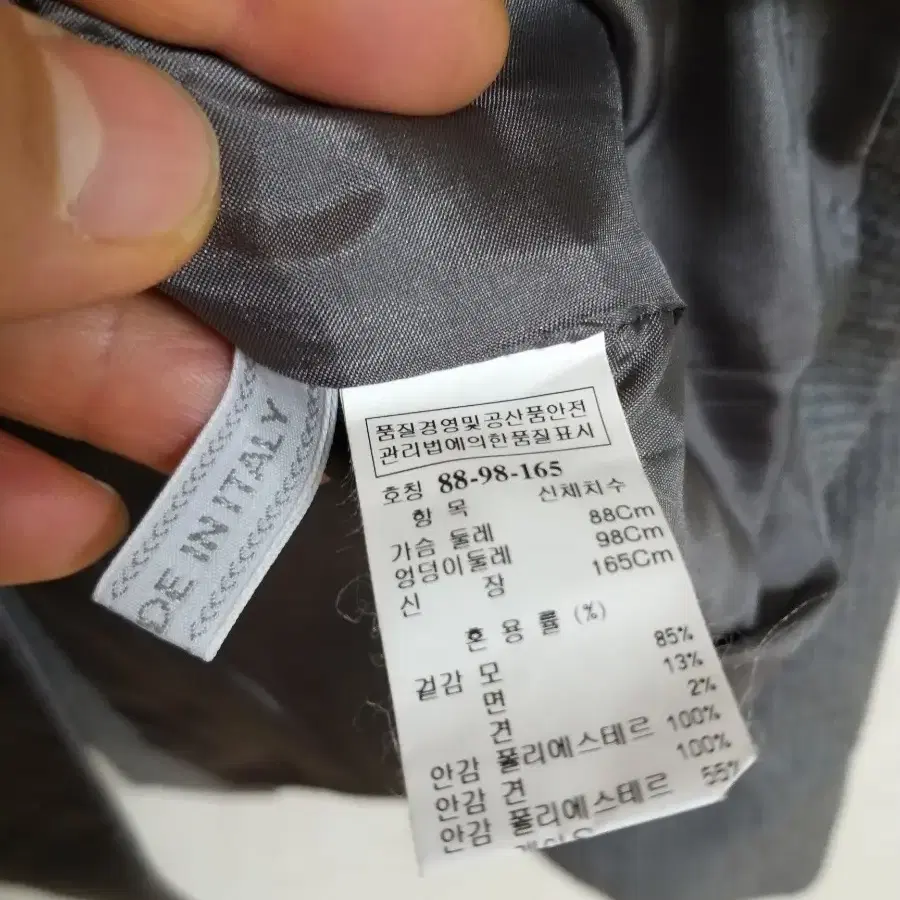 DE IN ITALY
품질경영및공산품안전
관리법에의한품질표시
호칭 88-98-165
항 목 신체치수
가슴 둘레 88Cm
엉덩이둘레 98Cm
신 장 165Cm
혼 용 률 (%)
겉감 모 85%
면 13%
견 2%
안감 폴리에스테르 100%
안감 견 100%
안감 폴리에스테르 55%